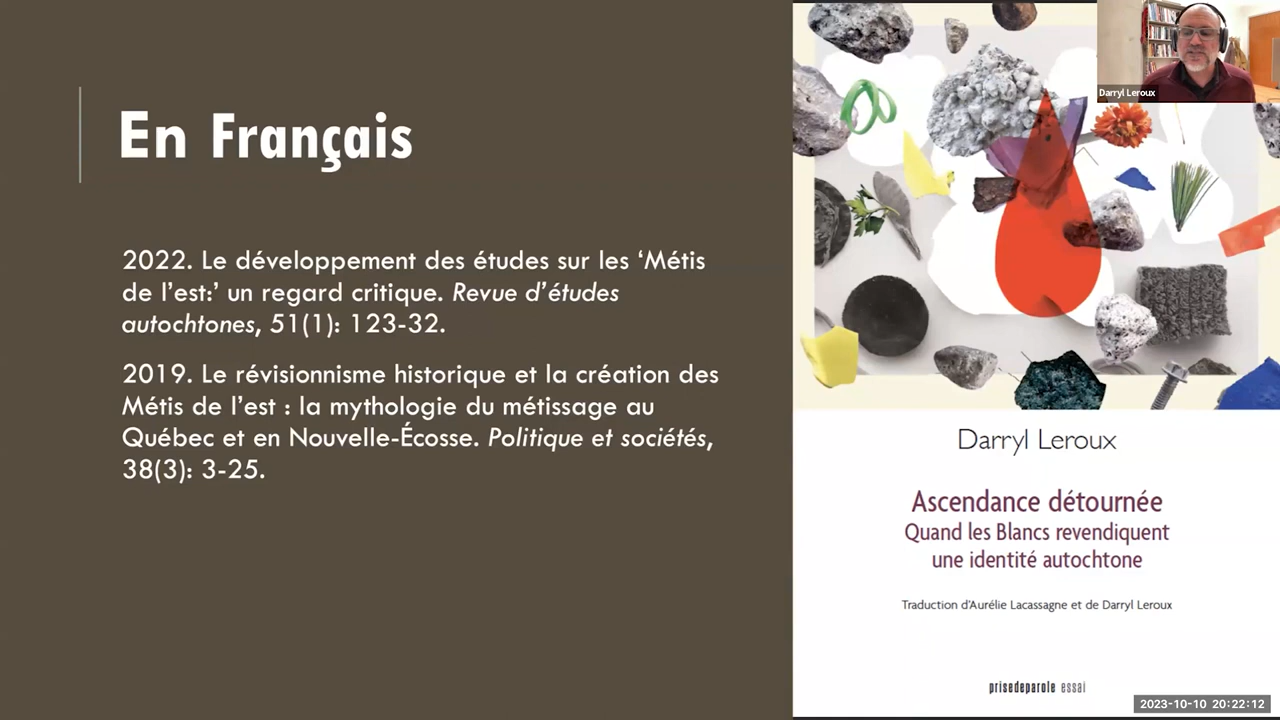 En Français
2022. Le développement des études sur les ‘Métis
de l’est:’ un regard critique. Revue d’études
autochtones, 51(1): 123-32.
2019. Le révisionnisme historique et la création des
Métis de l’est : la mythologie du métissage au
Québec et en Nouvelle-Écosse. Politique et sociétés,
38(3): 3-25.
Darryl Leroux
Darryl Leroux
Ascendance détournée
Quand les Blancs revendiquent
une identité autochtone
Traduction d’Aurélie Lacassagne et de Darryl Leroux
prisedeparole essai
2023-10-10 20:22:12